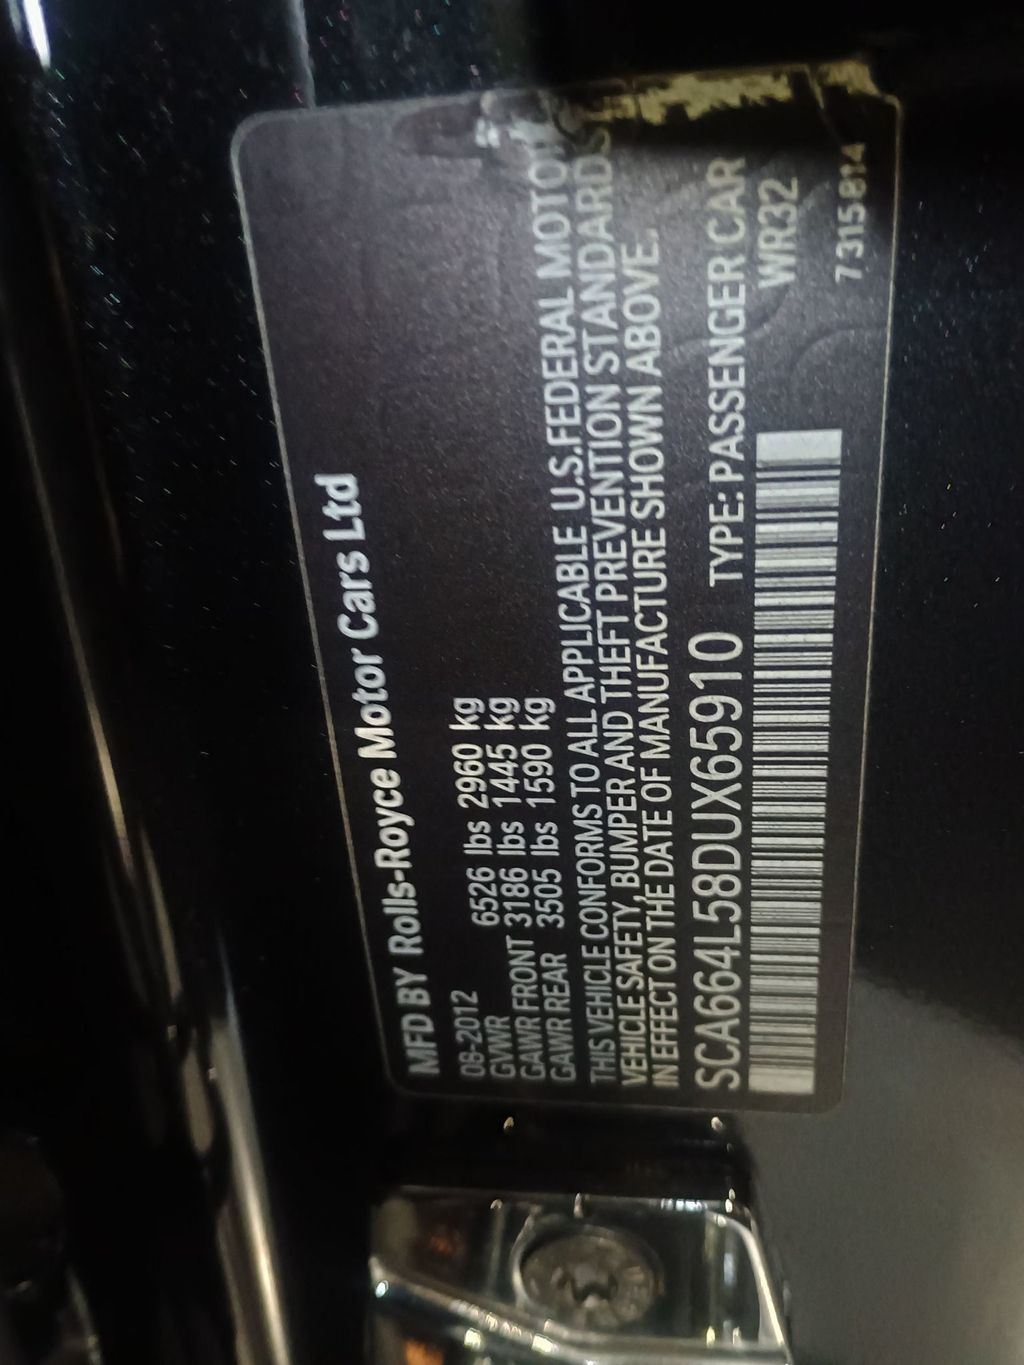 MFD BY Rolls-Royce Motor Cars Ltd
08-2012
GVWR 6526 lbs 2960 kg
GAWR FRONT 3186 lbs 1445 kg
GAWR REAR 3505 lbs 1590 kg
THIS VEHICLE CONFORMS TO ALL APPLICABLE U.S.FEDERAL MOTOR
VEHICLE SAFETY, BUMPER AND THEFT PREVENTION STANDARDS
IN EFFECT ON THE DATE OF MANUFACTURE SHOWN ABOVE.
SCA664L58DUX65910 TYPE: PASSENGER CAR
WR32
7315814